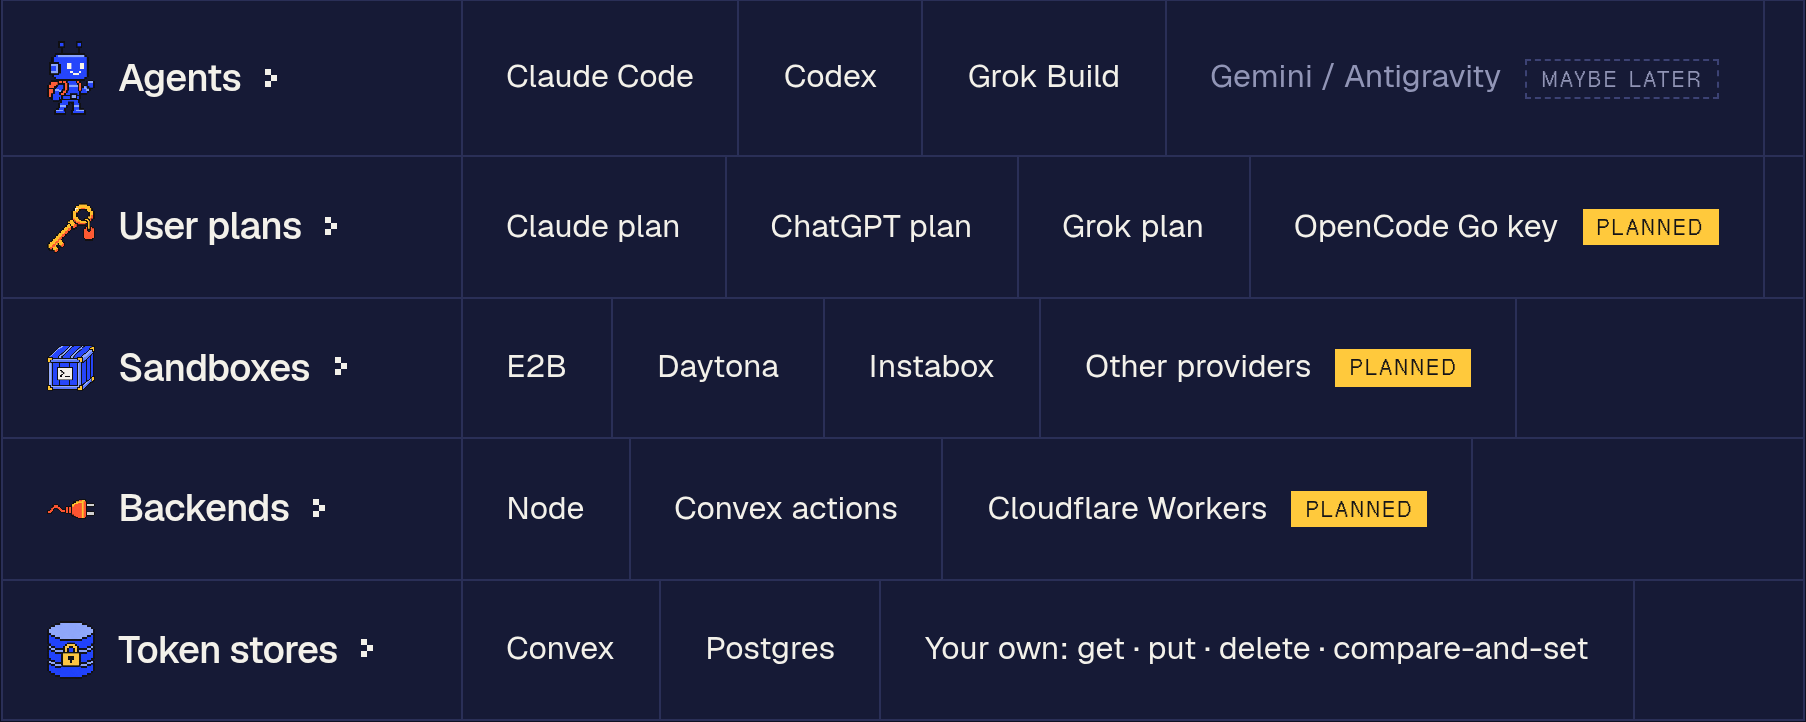 Agents
Claude Code
Codex
Grok Build
Gemini / Antigravity MAYBE LATER
User plans
Claude plan
ChatGPT plan
Grok plan
OpenCode Go key PLANNED
Sandboxes
E2B
Daytona
Instabox
Other providers PLANNED
Backends
Node
Convex actions
Cloudflare Workers PLANNED
Token stores
Convex
Postgres
Your own: get · put · delete · compare-and-set